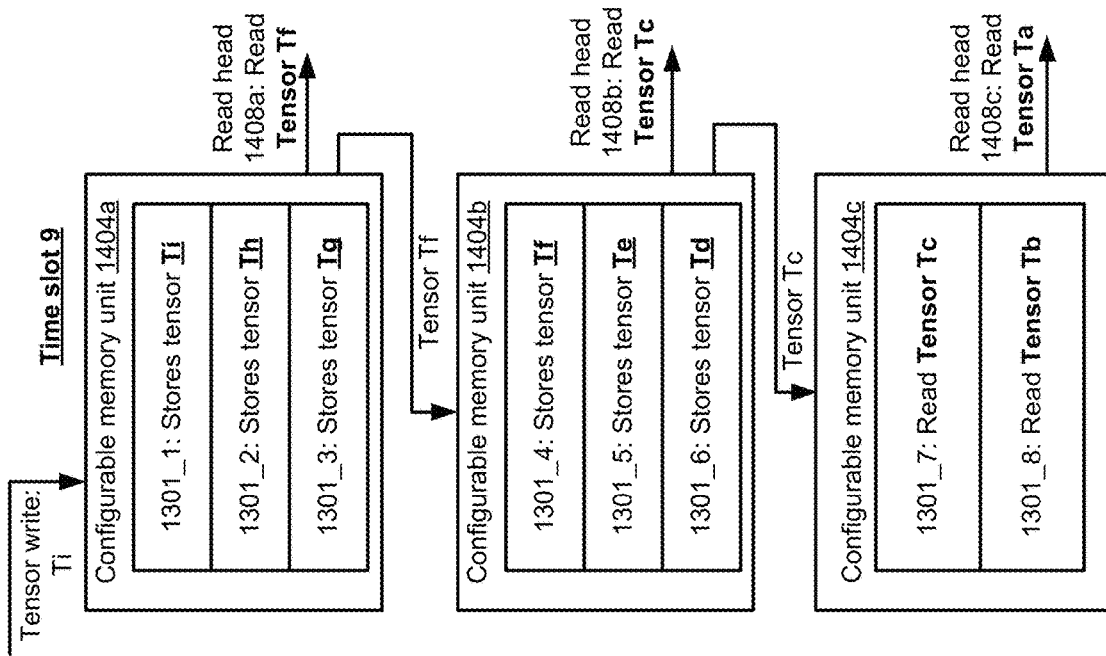 Time slot 9
Tensor write:
Ti
Configurable memory unit 1404a
1301_1: Stores tensor Ti
1301_2: Stores tensor Th
1301_3: Stores tensor Tg
Read head
1408a: Read
Tensor Tf
Tensor Tf
Configurable memory unit 1404b
1301_4: Stores tensor Tf
1301_5: Stores tensor Te
1301_6: Stores tensor Td
Read head
1408b: Read
Tensor Tc
Tensor Tc
Configurable memory unit 1404c
1301_7: Read Tensor Tc
1301_8: Read Tensor Tb
Read head
1408c: Read
Tensor Ta